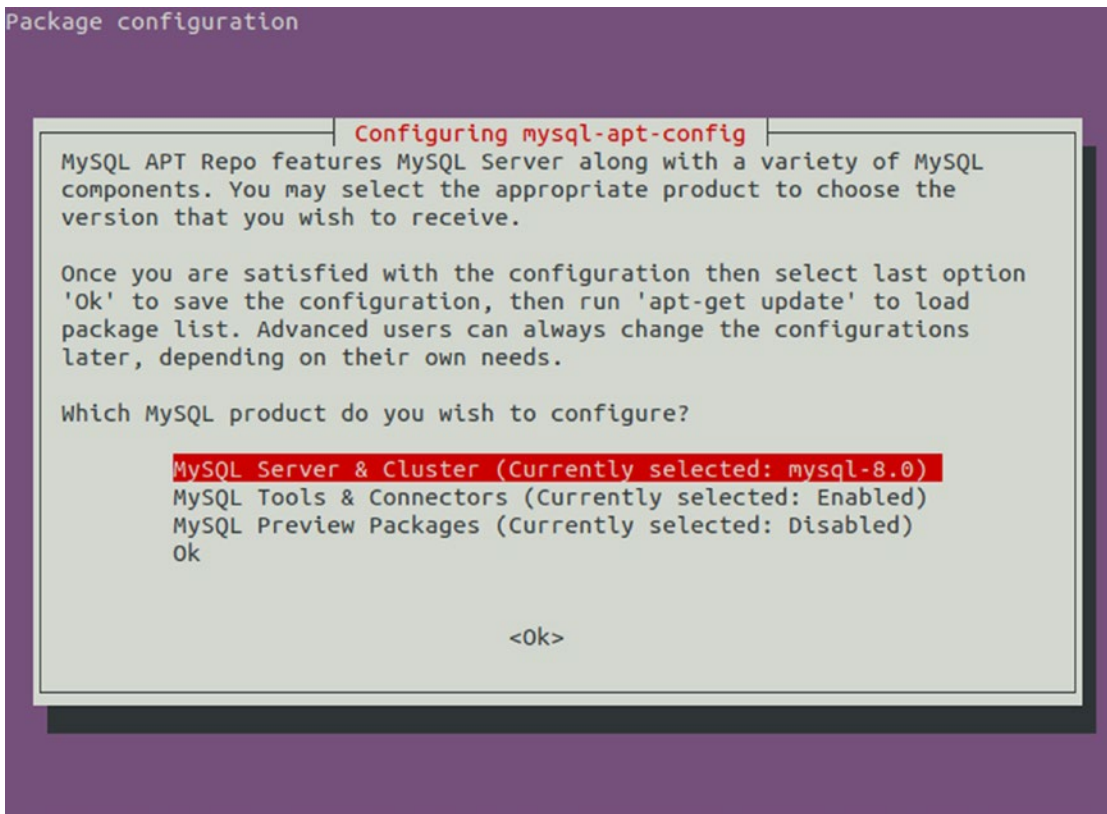 Package configuration
Configuring mysql-apt-config
MySQL APT Repo features MySQL Server along with a variety of MySQL
components. You may select the appropriate product to choose the
version that you wish to receive.
Once you are satisfied with the configuration then select last option
'Ok' to save the configuration, then run 'apt-get update' to load
package list. Advanced users can always change the configurations
later, depending on their own needs.
Which MySQL product do you wish to configure?
MySQL Server & Cluster (Currently selected: mysql-8.0)
MySQL Tools & Connectors (Currently selected: Enabled)
MySQL Preview Packages (Currently selected: Disabled)
Ok
<Ok>